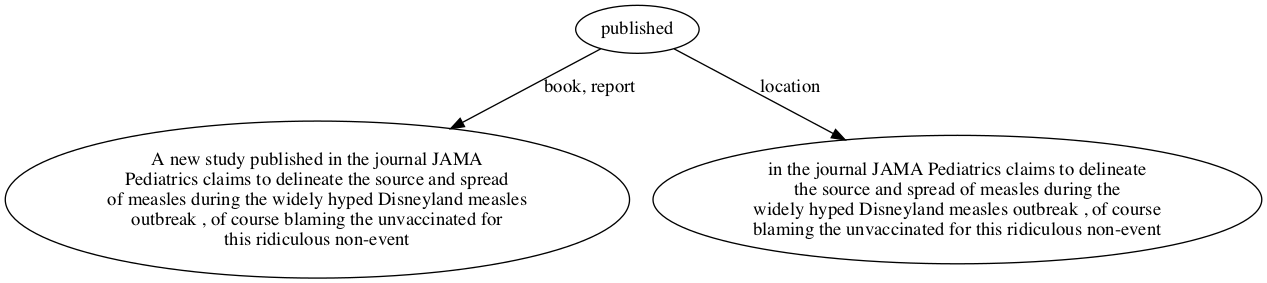 published
book, report
location
A new study published in the journal JAMA
Pediatrics claims to delineate the source and spread
of measles during the widely hyped Disneyland measles
outbreak , of course blaming the unvaccinated for
this ridiculous non-event
in the journal JAMA Pediatrics claims to delineate
the source and spread of measles during the
widely hyped Disneyland measles outbreak , of course
blaming the unvaccinated for this ridiculous non-event